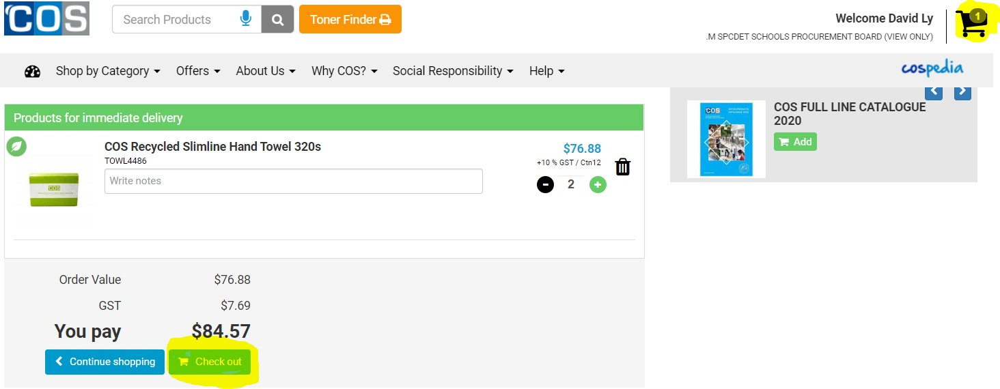 COS
Search Products
Toner Finder
Welcome David Ly
.M SPCDET SCHOOLS PROCUREMENT BOARD (VIEW ONLY)
1
Shop by Category
Offers
About Us
Why COS?
Social Responsibility
Help
cospedia
Products for immediate delivery
COS Recycled Slimline Hand Towel 320s
TOWL4486
Write notes
COS
$76.88
+10 % GST / Ctn12
2
Order Value $76.88
GST $7.69
You pay $84.57
Continue shopping
Check out
COS
COS FULL LINE CATALOGUE
2020
Add